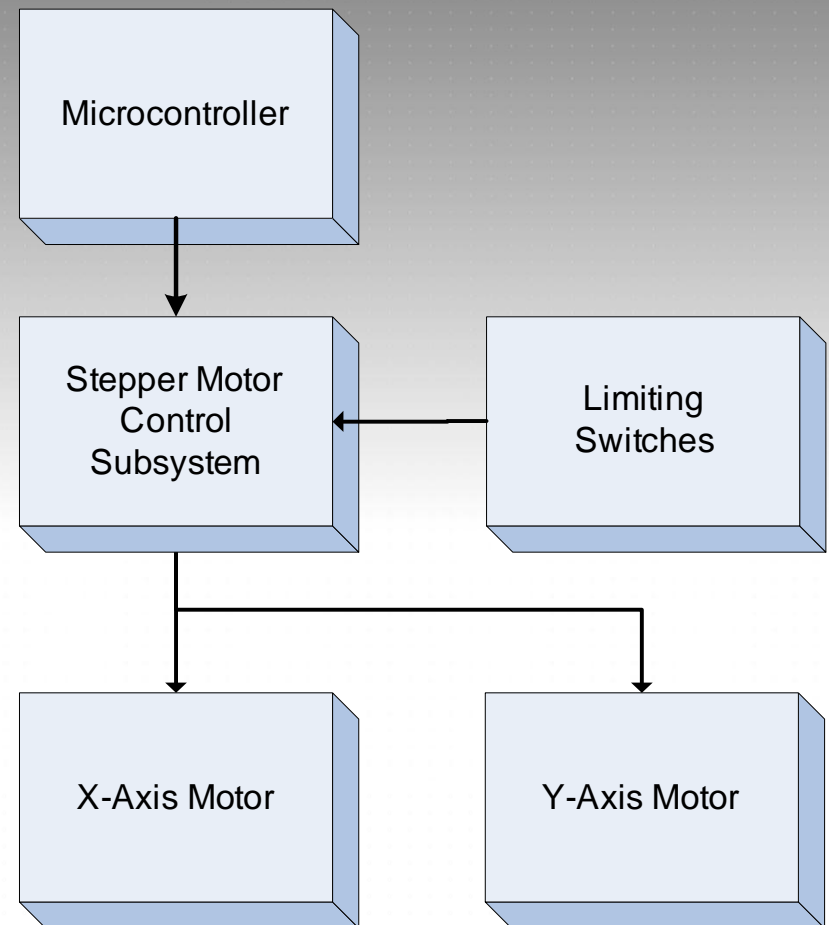 Microcontroller
Stepper Motor
Control
Subsystem
Limiting
Switches
X-Axis Motor
Y-Axis Motor